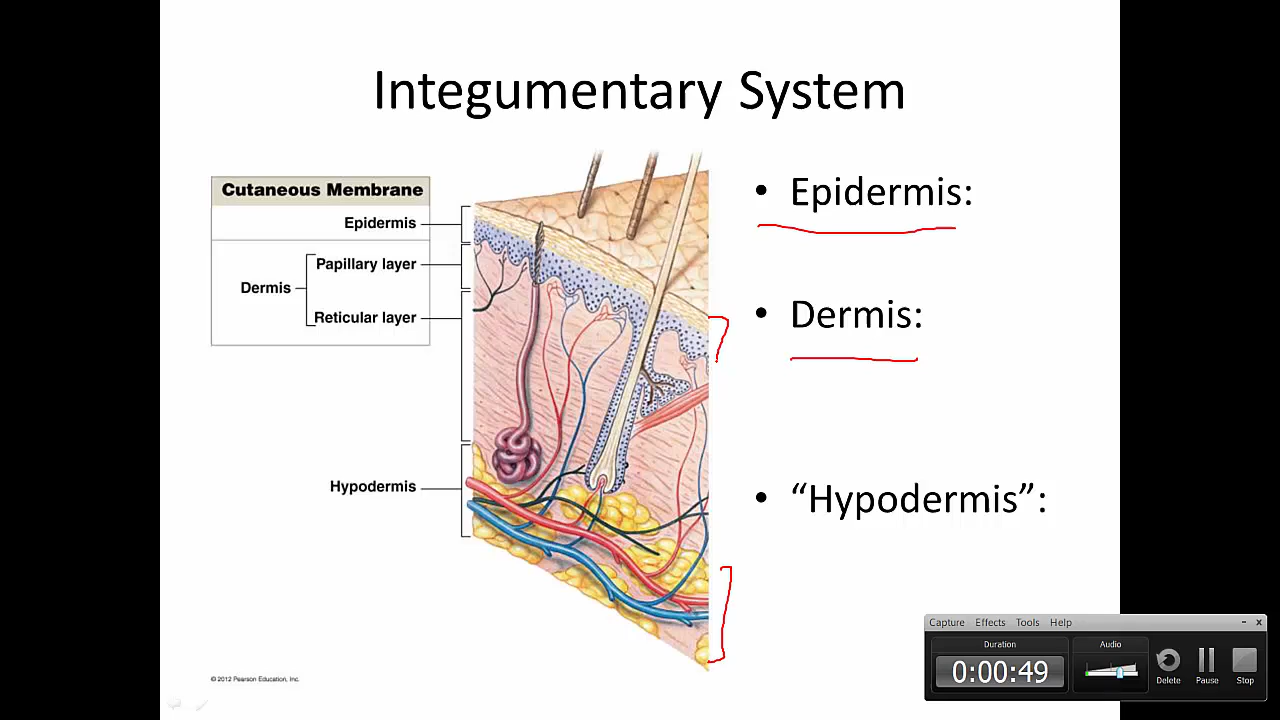 Integumentary System
Cutaneous Membrane
Epidermis
Papillary layer
Dermis
Reticular layer
Hypodermis
• Epidermis:
• Dermis:
• “Hypodermis”:
© 2012 Pearson Education, Inc.
Capture Effects Tools Help
Duration
0:00:49
Audio
Delete
Pause
Stop